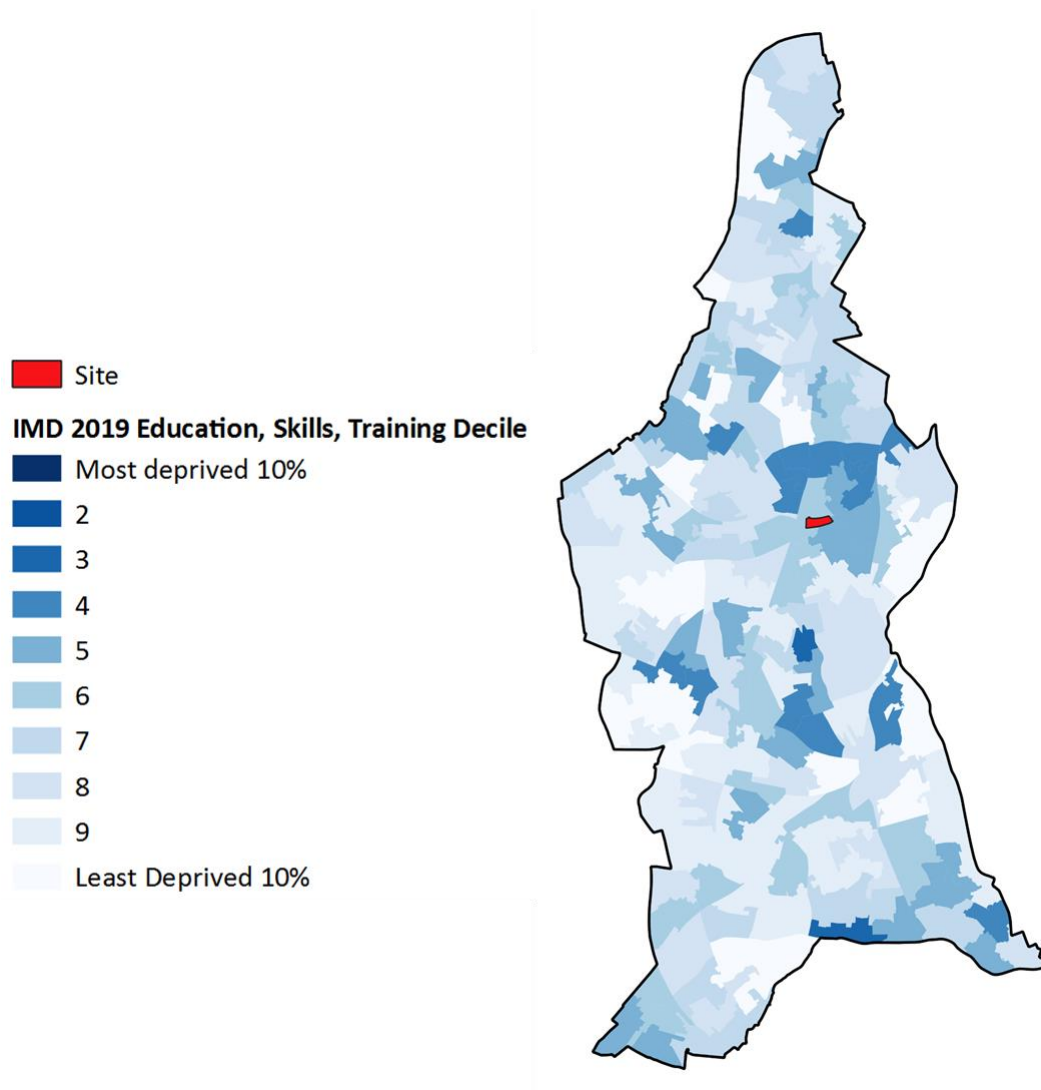 Site
IMD 2019 Education, Skills, Training Decile
Most deprived 10%
2
3
4
5
6
7
8
9
Least Deprived 10%